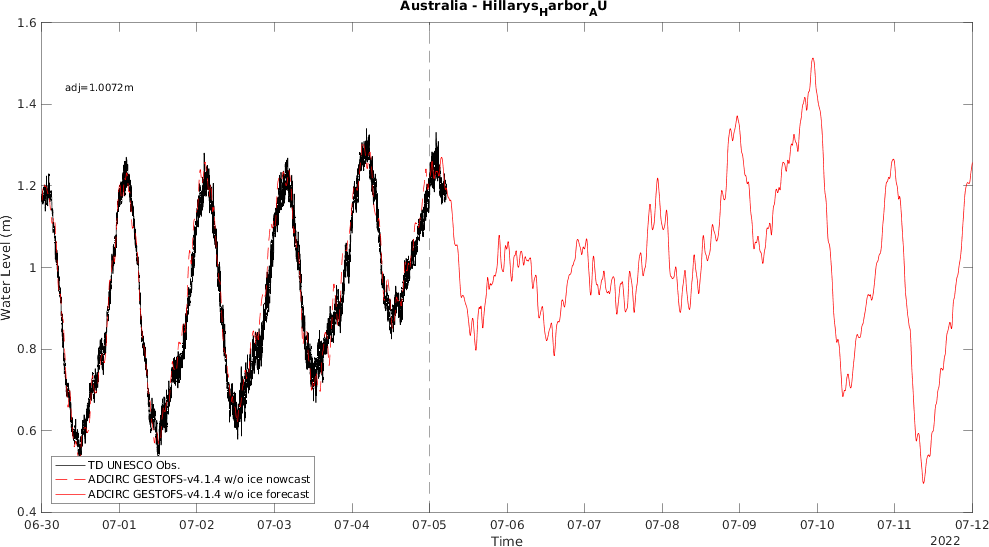 Australia - Hillarys_Harbor_AU
1.6
1.4
1.2
1
0.8
0.6
0.4
Water Level (m)
adj=1.0072m
TD UNESCO Obs.
ADCIRC GESTOFS-v4.1.4 w/o ice nowcast
ADCIRC GESTOFS-v4.1.4 w/o ice forecast
06-30 07-01 07-02 07-03 07-04 07-05 07-06 07-07 07-08 07-09 07-10 07-11 07-12
Time
2022